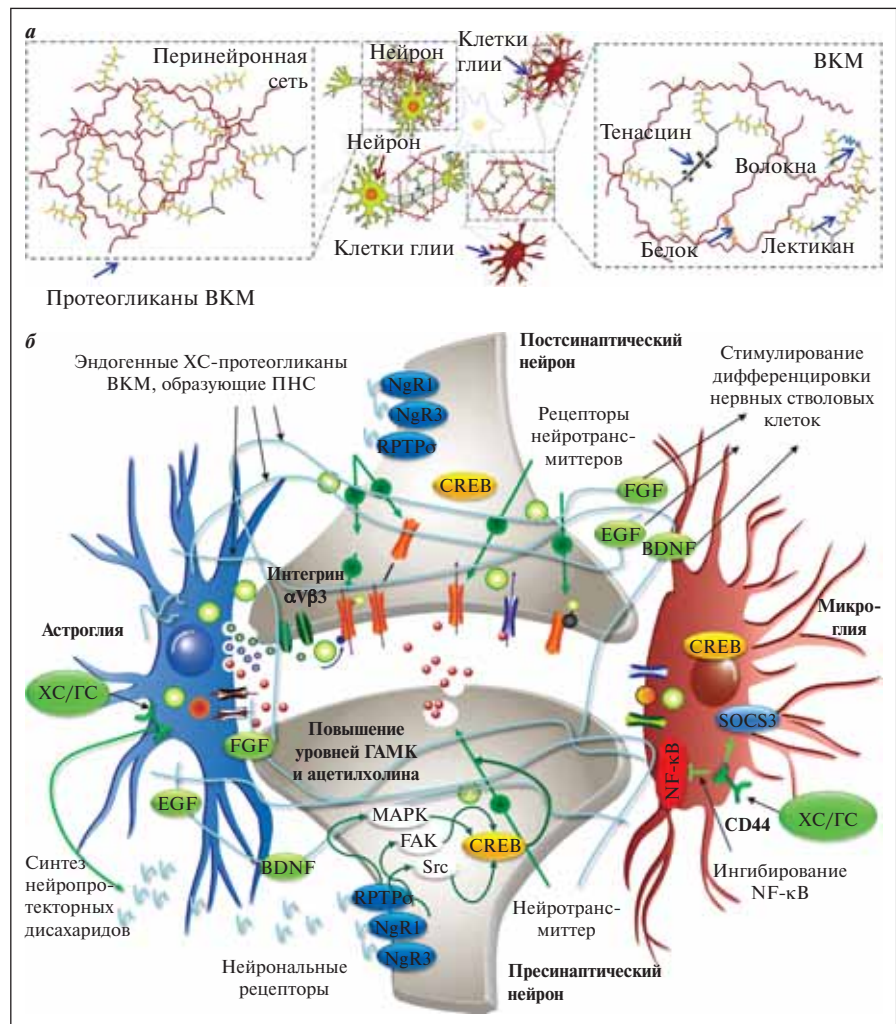 а
Перинейронная
сеть
Нейрон
Клетки
глии
ВКМ
Нейрон
Тенасцин
Волокна
Клетки глии
Белок
Лектикан
Протеогликаны ВКМ
б
Эндогенные ХС-протеогликаны
ВКМ, образующие ПНС
Постсинаптический
нейрон
Стимулирование
дифференцировки
нервных стволовых
клеток
NgR1
NgR3
RPTPσ
Рецепторы
нейротранс-
миттеров
CREB
FGF
EGF
BDNF
Интегрин
αVβ3
Астроглия
Микро-
глия
CREB
ХС/ГС
SOCS3
FGF
Повышение
уровней ГАМК
и ацетилхолина
NF-κB
EGF
MAPK
FAK
CREB
Src
CD44
ХС/ГС
BDNF
Синтез
нейропро-
текторных
дисахаридов
RPTPσ
NgR1
NgR3
Ингибирование
NF-κB
Нейротранс-
миттер
Нейрональные
рецепторы
Пресинаптический
нейрон